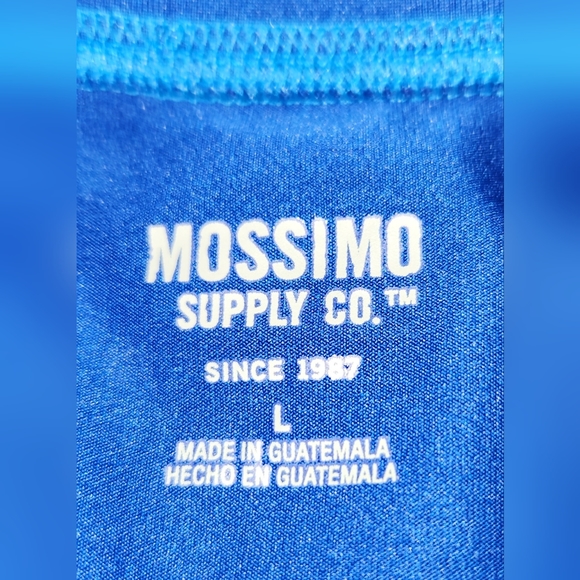 MOSSIMO
SUPPLY CO.™
SINCE 1987
L
MADE IN GUATEMALA
HECHO EN GUATEMALA